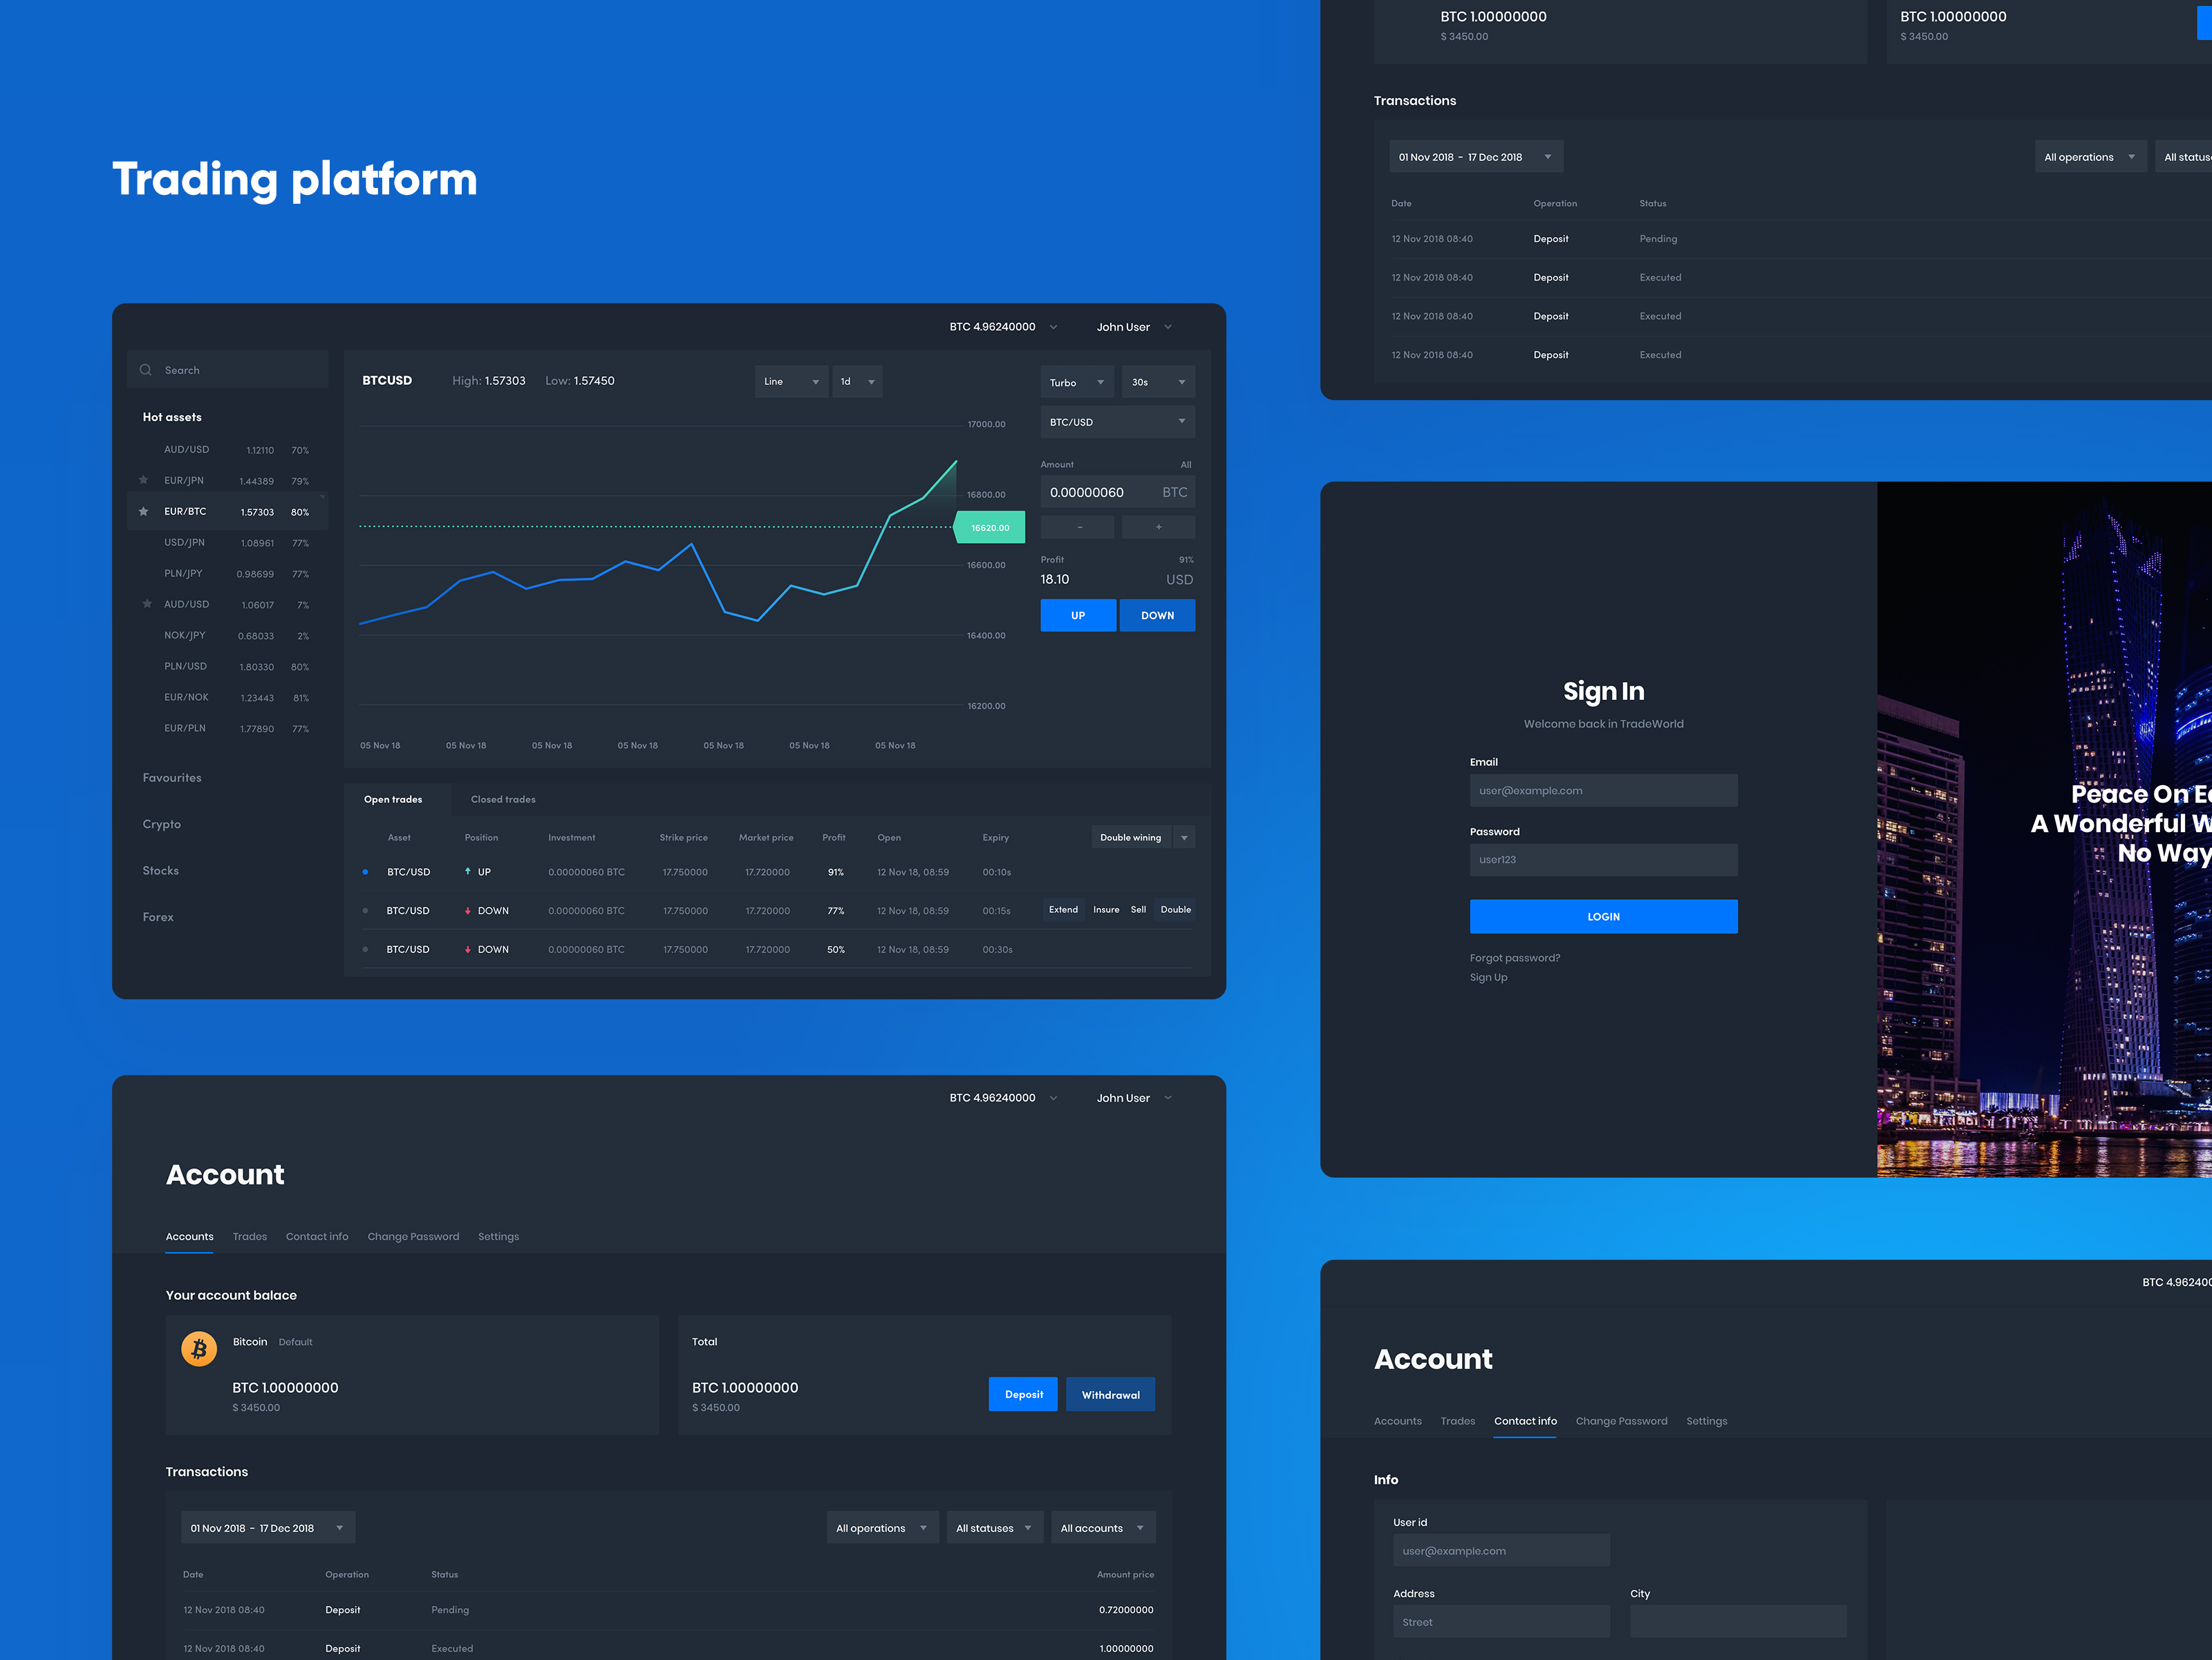 Trading platform
BTC 4.96240000 John User
Search
Hot assets
AUD/USD 1.12110 70%
EUR/JPN 1.44389 79%
EUR/BTC 1.57303 80%
USD/JPN 1.08961 77%
PLN/JPY 0.98699 77%
AUD/USD 1.06017 7%
NOK/JPY 0.68033 2%
PLN/USD 1.80330 80%
EUR/NOK 1.23443 81%
EUR/PLN 1.77890 77%
Favourites
Crypto
Stocks
Forex
BTCUSD High: 1.57303 Low: 1.57450 Line 1d
17000.00
16800.00
16620.00
16600.00
16400.00
16200.00
05 Nov 18 05 Nov 18 05 Nov 18 05 Nov 18 05 Nov 18 05 Nov 18 05 Nov 18
Turbo 30s
BTC/USD
Amount All
0.00000060 BTC
- +
Profit 91%
18.10 USD
UP DOWN
Open trades Closed trades
Asset Position Investment Strike price Market price Profit Open Expiry Double wining
BTC/USD UP 0.00000060 BTC 17.750000 17.720000 91% 12 Nov 18, 08:59 00:10s
BTC/USD DOWN 0.00000060 BTC 17.750000 17.720000 77% 12 Nov 18, 08:59 00:15s Extend Insure Sell Double
BTC/USD DOWN 0.00000060 BTC 17.750000 17.720000 50% 12 Nov 18, 08:59 00:30s
BTC 4.96240000 John User
Account
Accounts Trades Contact info Change Password Settings
Your account balace
Bitcoin Default
BTC 1.00000000
$ 3450.00
Total
BTC 1.00000000
$ 3450.00
Deposit Withdrawal
Transactions
01 Nov 2018 - 17 Dec 2018 All operations All statuses All accounts
Date Operation Status Amount price
12 Nov 2018 08:40 Deposit Pending 0.72000000
12 Nov 2018 08:40 Deposit Executed 1.00000000
BTC 1.00000000 BTC 1.00000000
$ 3450.00 $ 3450.00
Transactions
01 Nov 2018 - 17 Dec 2018 All operations All
Date Operation Status
12 Nov 2018 08:40 Deposit Pending
12 Nov 2018 08:40 Deposit Executed
12 Nov 2018 08:40 Deposit Executed
12 Nov 2018 08:40 Deposit Executed
Sign In
Welcome back in TradeWorld
Email
user@example.com
Password
user123
LOGIN
Forgot password?
Sign Up
Peace On
A Wonderful
No Way
BTC
Account
Accounts Trades Contact info Change Password Settings
Info
User id
user@example.com
Address City
Street